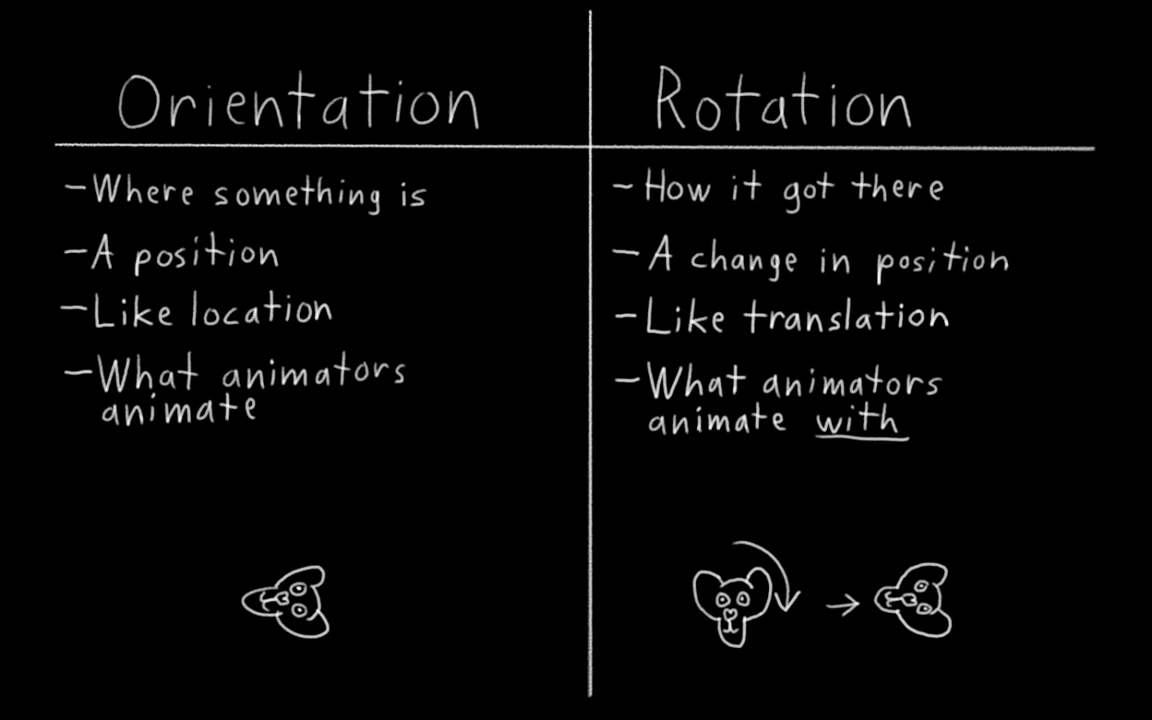 Orientation
-Where something is
-A position
-Like location
-What animators
animate
Rotation
-How it got there
-A change in position
-Like translation
-What animators
animate with